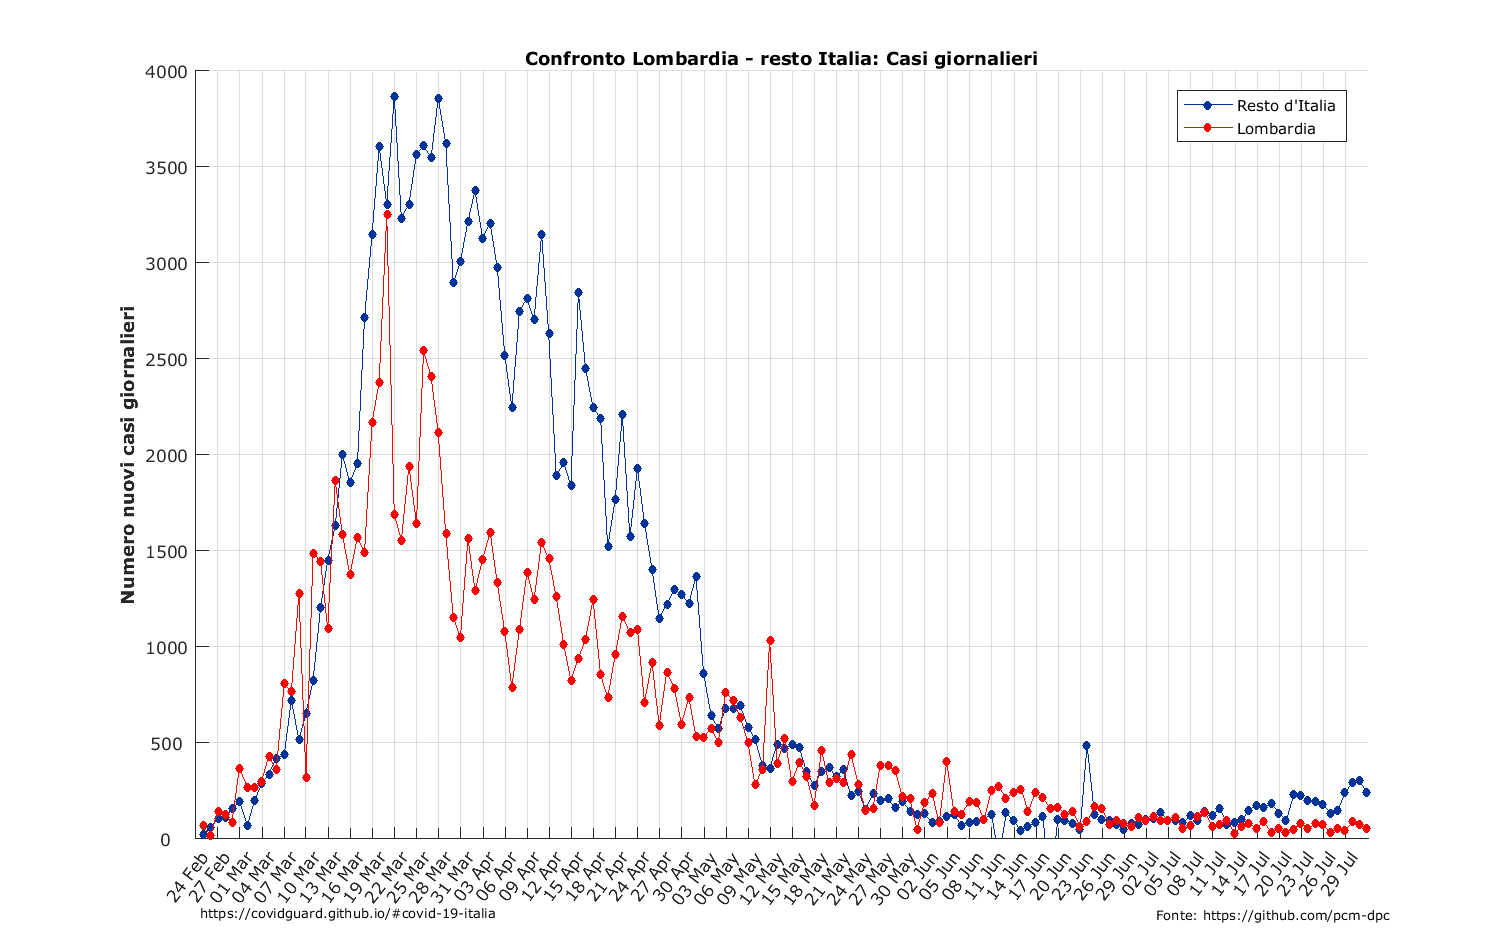 Confronto Lombardia - resto Italia: Casi giornalieri
Resto d'Italia
Lombardia
Numero nuovi casi giornalieri
4000
3500
3000
2500
2000
1500
1000
500
0
24 Feb
27 Feb
01 Mar
04 Mar
07 Mar
10 Mar
13 Mar
16 Mar
19 Mar
22 Mar
25 Mar
28 Mar
31 Mar
03 Apr
06 Apr
09 Apr
12 Apr
15 Apr
18 Apr
21 Apr
24 Apr
27 Apr
30 Apr
03 May
06 May
09 May
12 May
15 May
18 May
21 May
24 May
27 May
30 May
02 Jun
05 Jun
08 Jun
11 Jun
14 Jun
17 Jun
20 Jun
23 Jun
26 Jun
29 Jun
02 Jul
05 Jul
08 Jul
11 Jul
14 Jul
17 Jul
20 Jul
23 Jul
26 Jul
29 Jul
https://covidguard.github.io/#covid-19-italia
Fonte: https://github.com/pcm-dpc